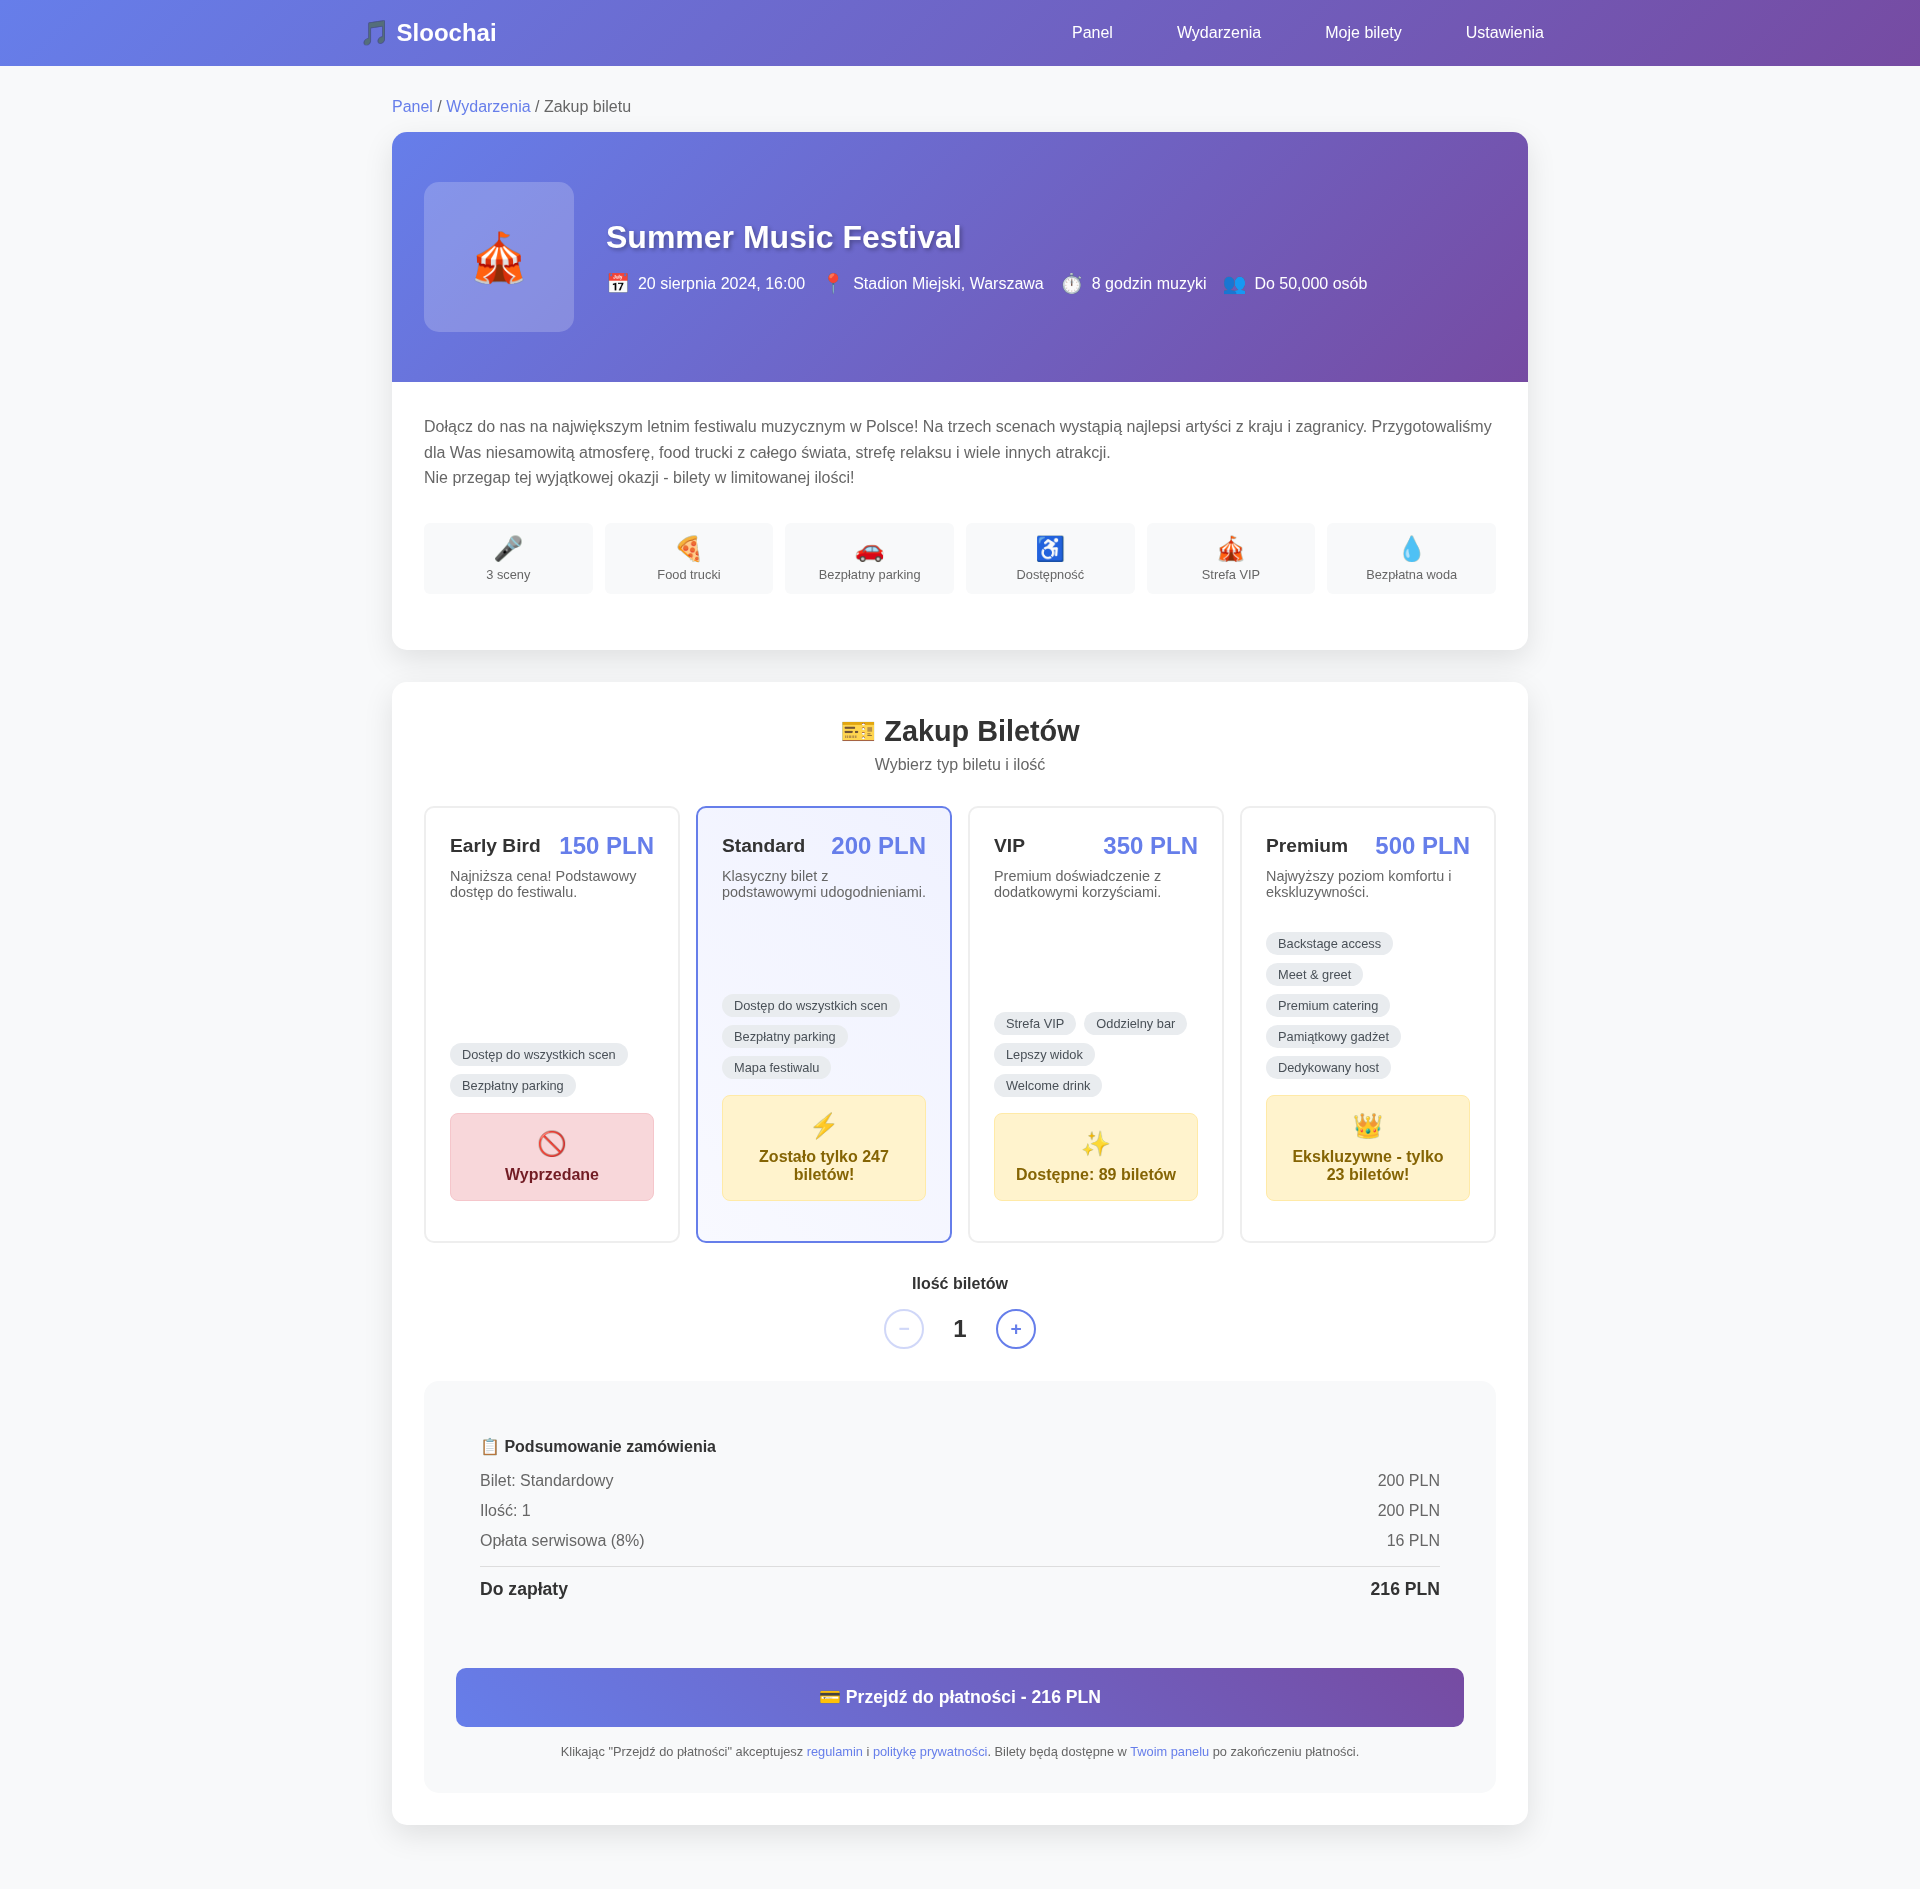 🎵 Sloochai
Panel
Wydarzenia
Moje bilety
Ustawienia
Panel / Wydarzenia / Zakup biletu
Summer Music Festival
📅 20 sierpnia 2024, 16:00 📍 Stadion Miejski, Warszawa ⏱️ 8 godzin muzyki 👥 Do 50,000 osób
Dołącz do nas na największym letnim festiwalu muzycznym w Polsce! Na trzech scenach wystąpią najlepsi artyści z kraju i zagranicy. Przygotowaliśmy
dla Was niesamowitą atmosferę, food trucki z całego świata, strefę relaksu i wiele innych atrakcji.
Nie przegap tej wyjątkowej okazji - bilety w limitowanej ilości!
3 sceny
Food trucki
Bezpłatny parking
Dostępność
Strefa VIP
Bezpłatna woda
🎫 Zakup Biletów
Wybierz typ biletu i ilość
Early Bird 150 PLN
Najniższa cena! Podstawowy
dostęp do festiwalu.
Dostęp do wszystkich scen
Bezpłatny parking
Wyprzedane
Standard 200 PLN
Klasyczny bilet z
podstawowymi udogodnieniami.
Dostęp do wszystkich scen
Bezpłatny parking
Mapa festiwalu
Zostało tylko 247
biletów!
VIP 350 PLN
Premium doświadczenie z
dodatkowymi korzyściami.
Strefa VIP Oddzielny bar
Lepszy widok
Welcome drink
Dostępne: 89 biletów
Premium 500 PLN
Najwyższy poziom komfortu i
ekskluzywności.
Backstage access
Meet & greet
Premium catering
Pamiątkowy gadżet
Dedykowany host
Ekskluzywne - tylko
23 biletów!
Ilość biletów
− 1 +
📋 Podsumowanie zamówienia
Bilet: Standardowy 200 PLN
Ilość: 1 200 PLN
Opłata serwisowa (8%) 16 PLN
Do zapłaty 216 PLN
💳 Przejdź do płatności - 216 PLN
Klikając "Przejdź do płatności" akceptujesz regulamin i politykę prywatności. Bilety będą dostępne w Twoim panelu po zakończeniu płatności.